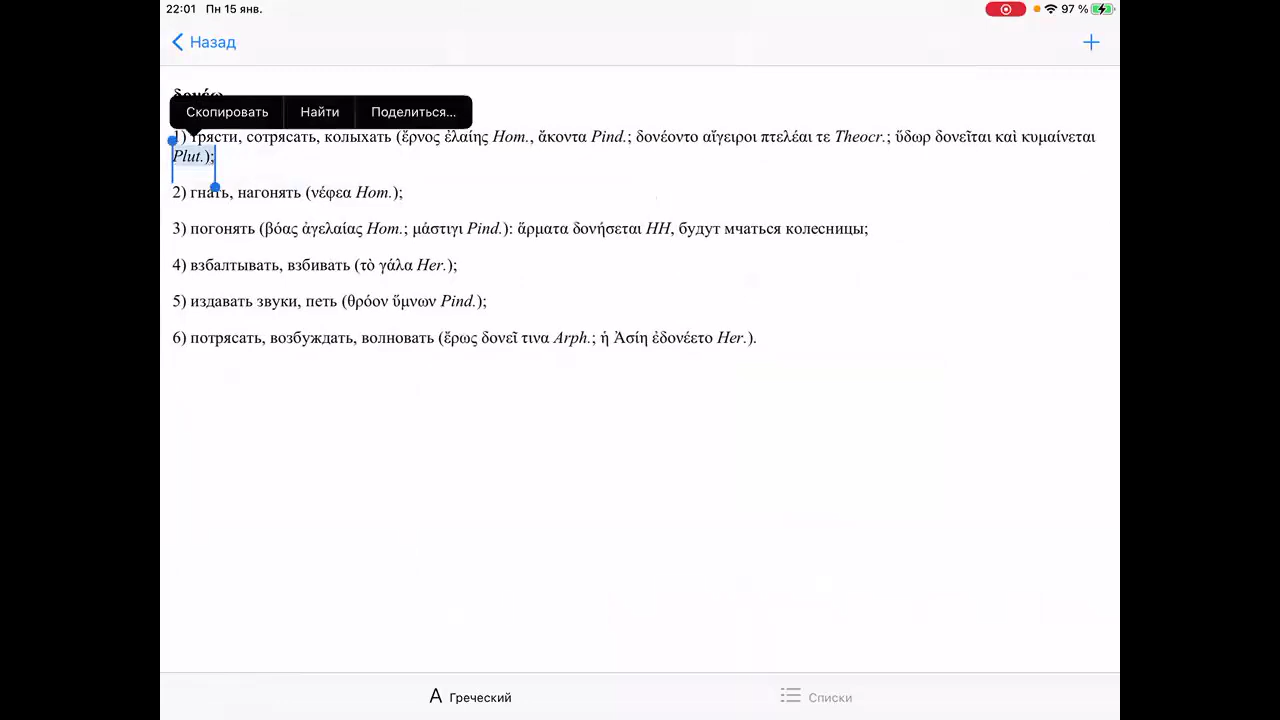 22:01 Пн 15 янв. 97 %
Назад
δονέω
Скопировать Найти Поделиться...
1) трясти, сотрясать, колыхать (ἔρνος ἐλαίης Hom., ἄκοντα Pind.; δονέοντο αἴγειροι πτελέαι τε Theocr.; ὕδωρ δονεῖται καὶ κυμαίνεται
Plut.);
2) гнать, нагонять (νέφεα Hom.);
3) погонять (βόας ἀγελαίας Hom.; μάστιγι Pind.): ἅρματα δονήσεται HH, будут мчаться колесницы;
4) взбалтывать, взбивать (τὸ γάλα Her.);
5) издавать звуки, петь (θρόον ὕμνων Pind.);
6) потрясать, возбуждать, волновать (ἔρως δονεῖ τινα Arph.; ἡ Ἀσίη ἐδονέετο Her.).
A Греческий Списки